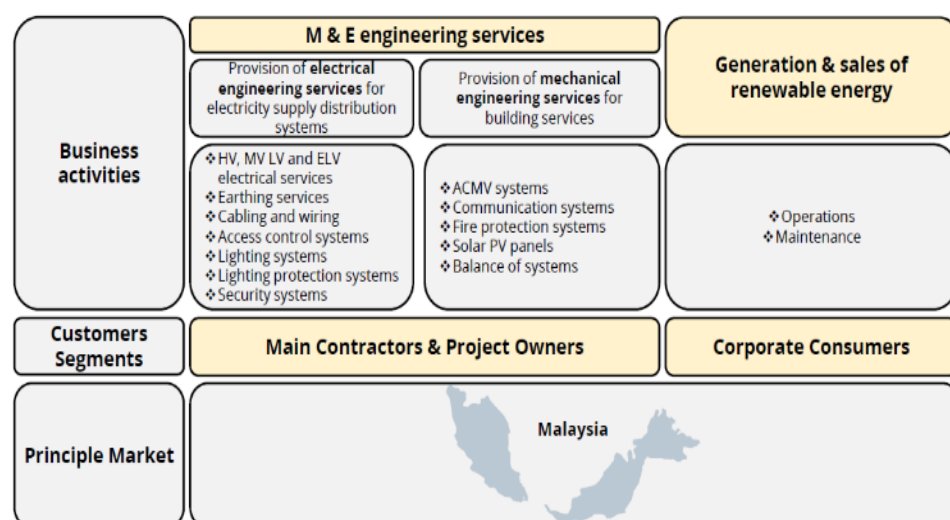 M & E engineering services
Generation & sales of
renewable energy
Provision of electrical
engineering services for
electricity supply distribution
systems
Provision of mechanical
engineering services for
building services
Business
activities
❖HV, MV LV and ELV
electrical services
❖Earthing services
❖Cabling and wiring
❖Access control systems
❖Lighting systems
❖Lighting protection systems
❖Security systems
❖ACMV systems
❖Communication systems
❖Fire protection systems
❖Solar PV panels
❖Balance of systems
❖Operations
❖Maintenance
Customers
Segments
Main Contractors & Project Owners
Corporate Consumers
Principle Market
Malaysia